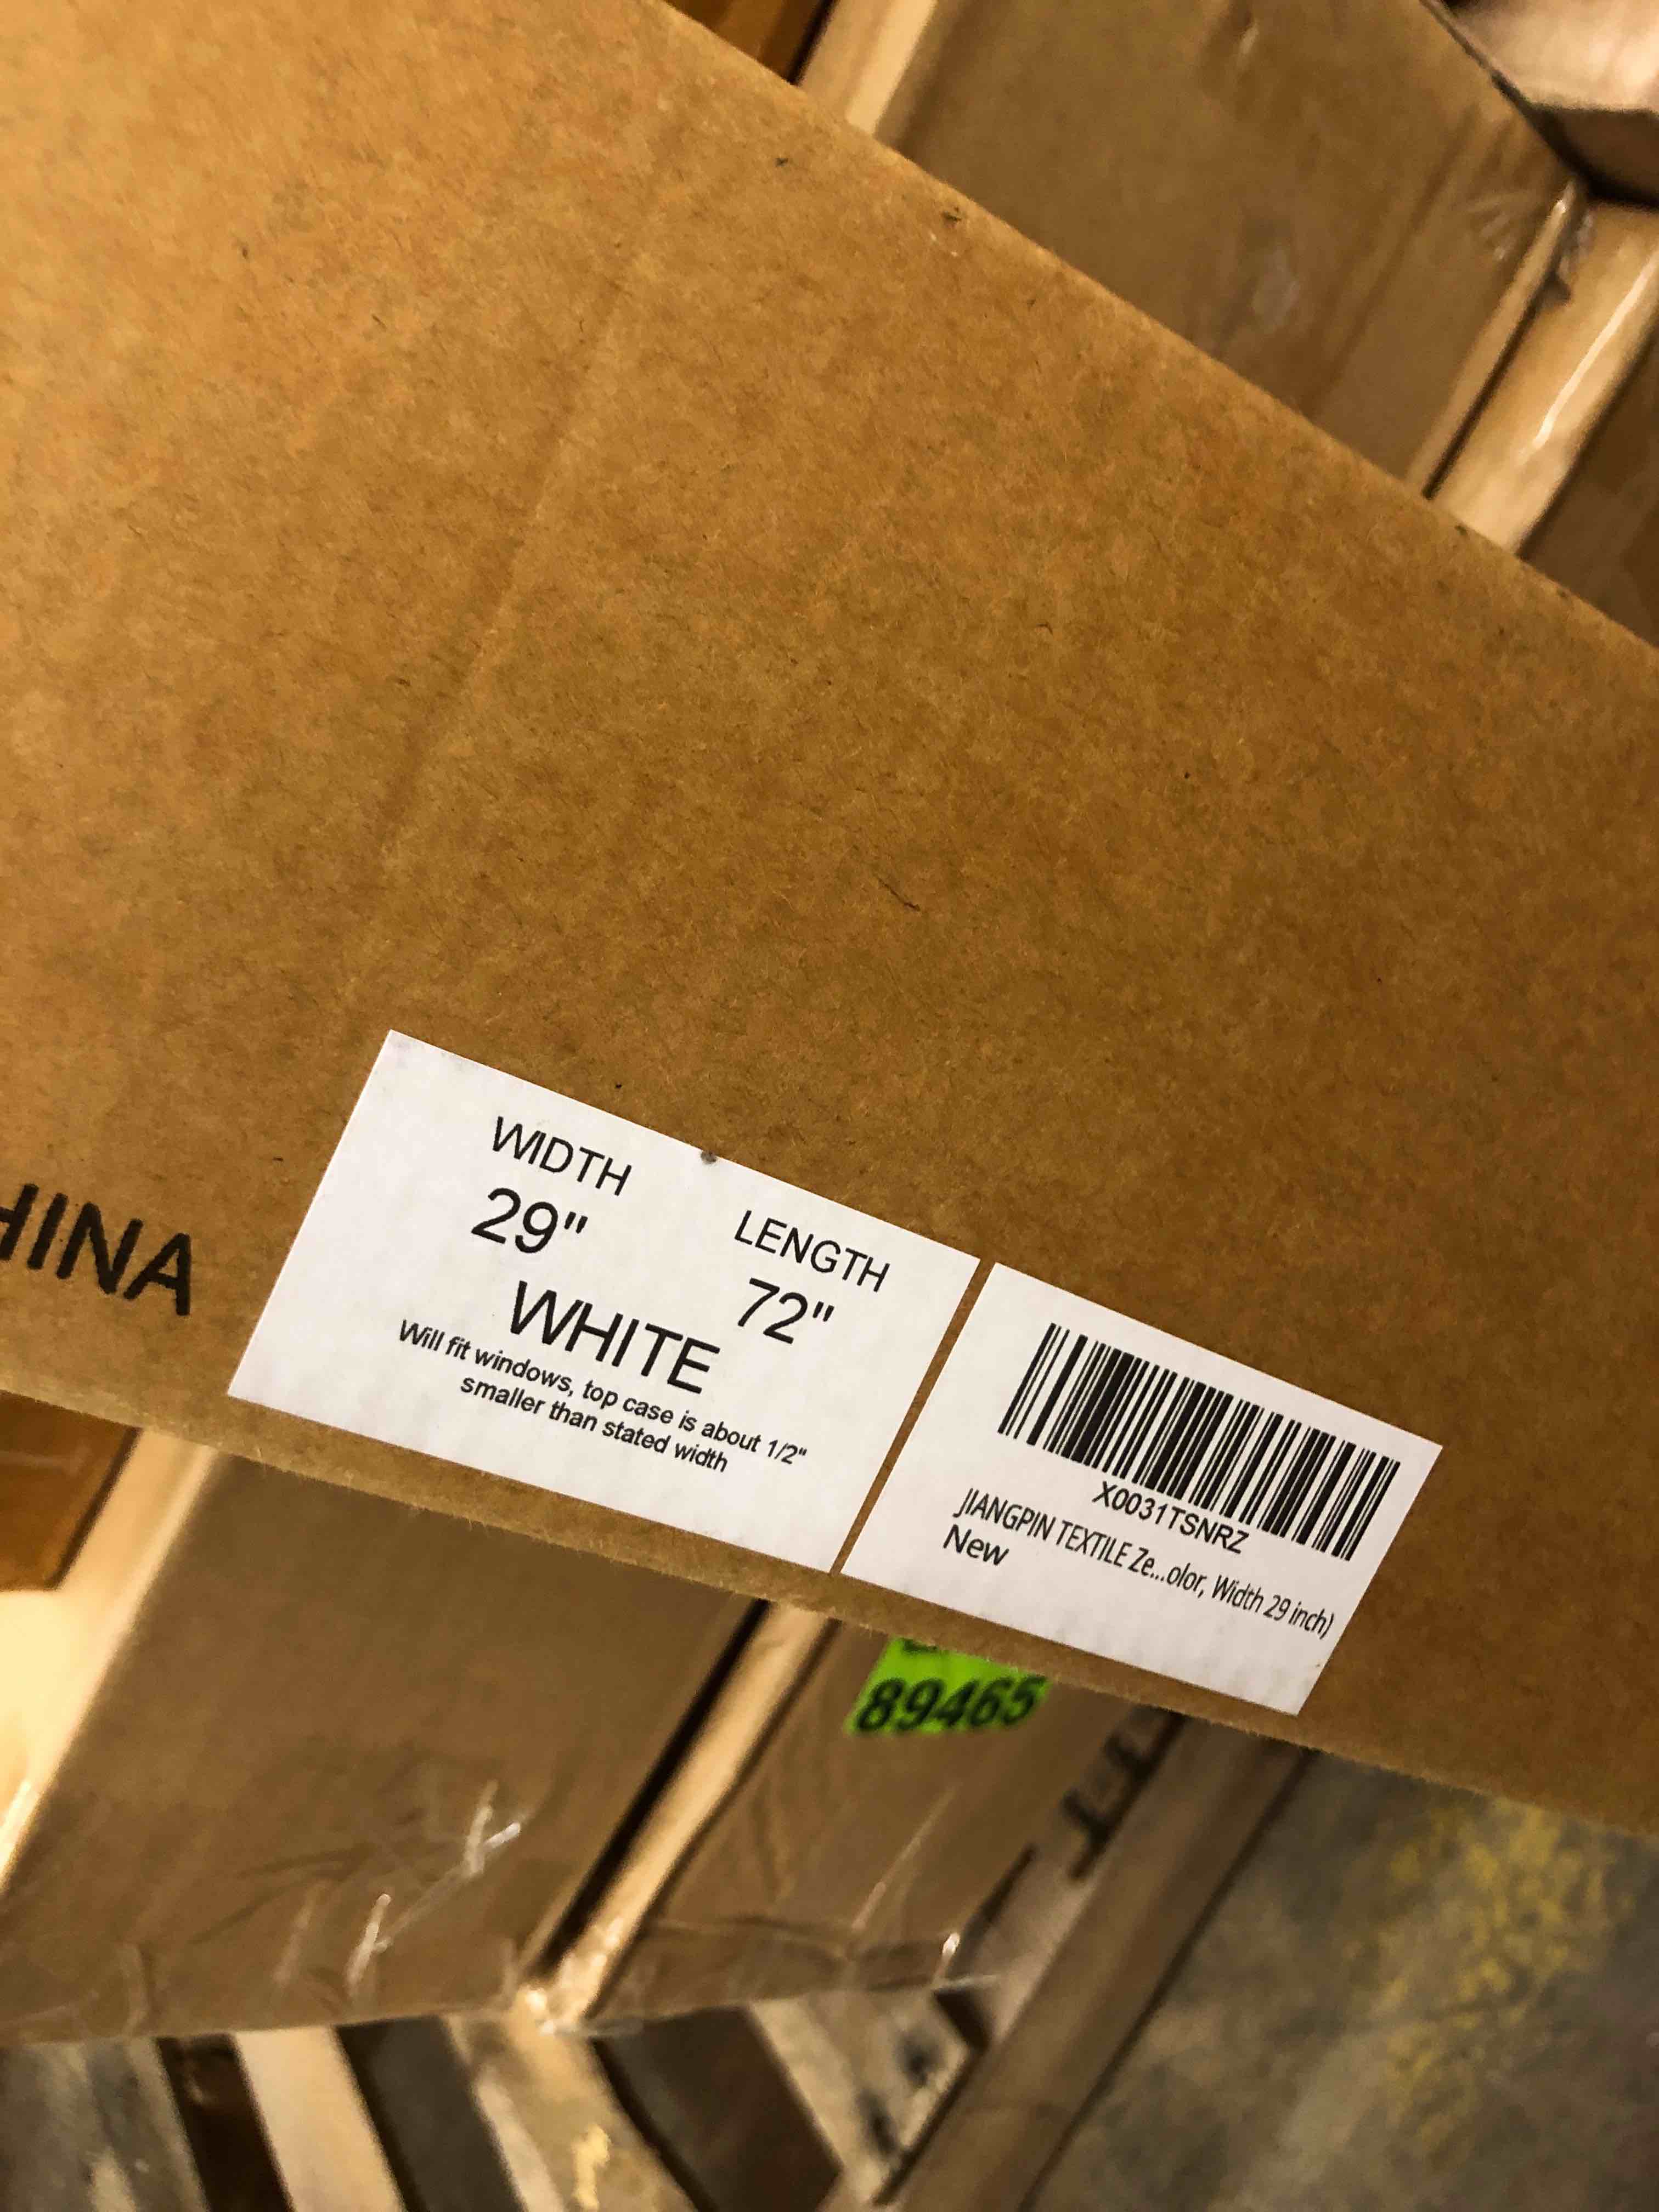 HINA
WIDTH
29"
LENGTH
72"
WHITE
Will fit windows, top case is about 1/2"
smaller than stated width
X0031TSNRZ
JIANGPIN TEXTILE Ze...olor, Width 29 inch)
New
89465